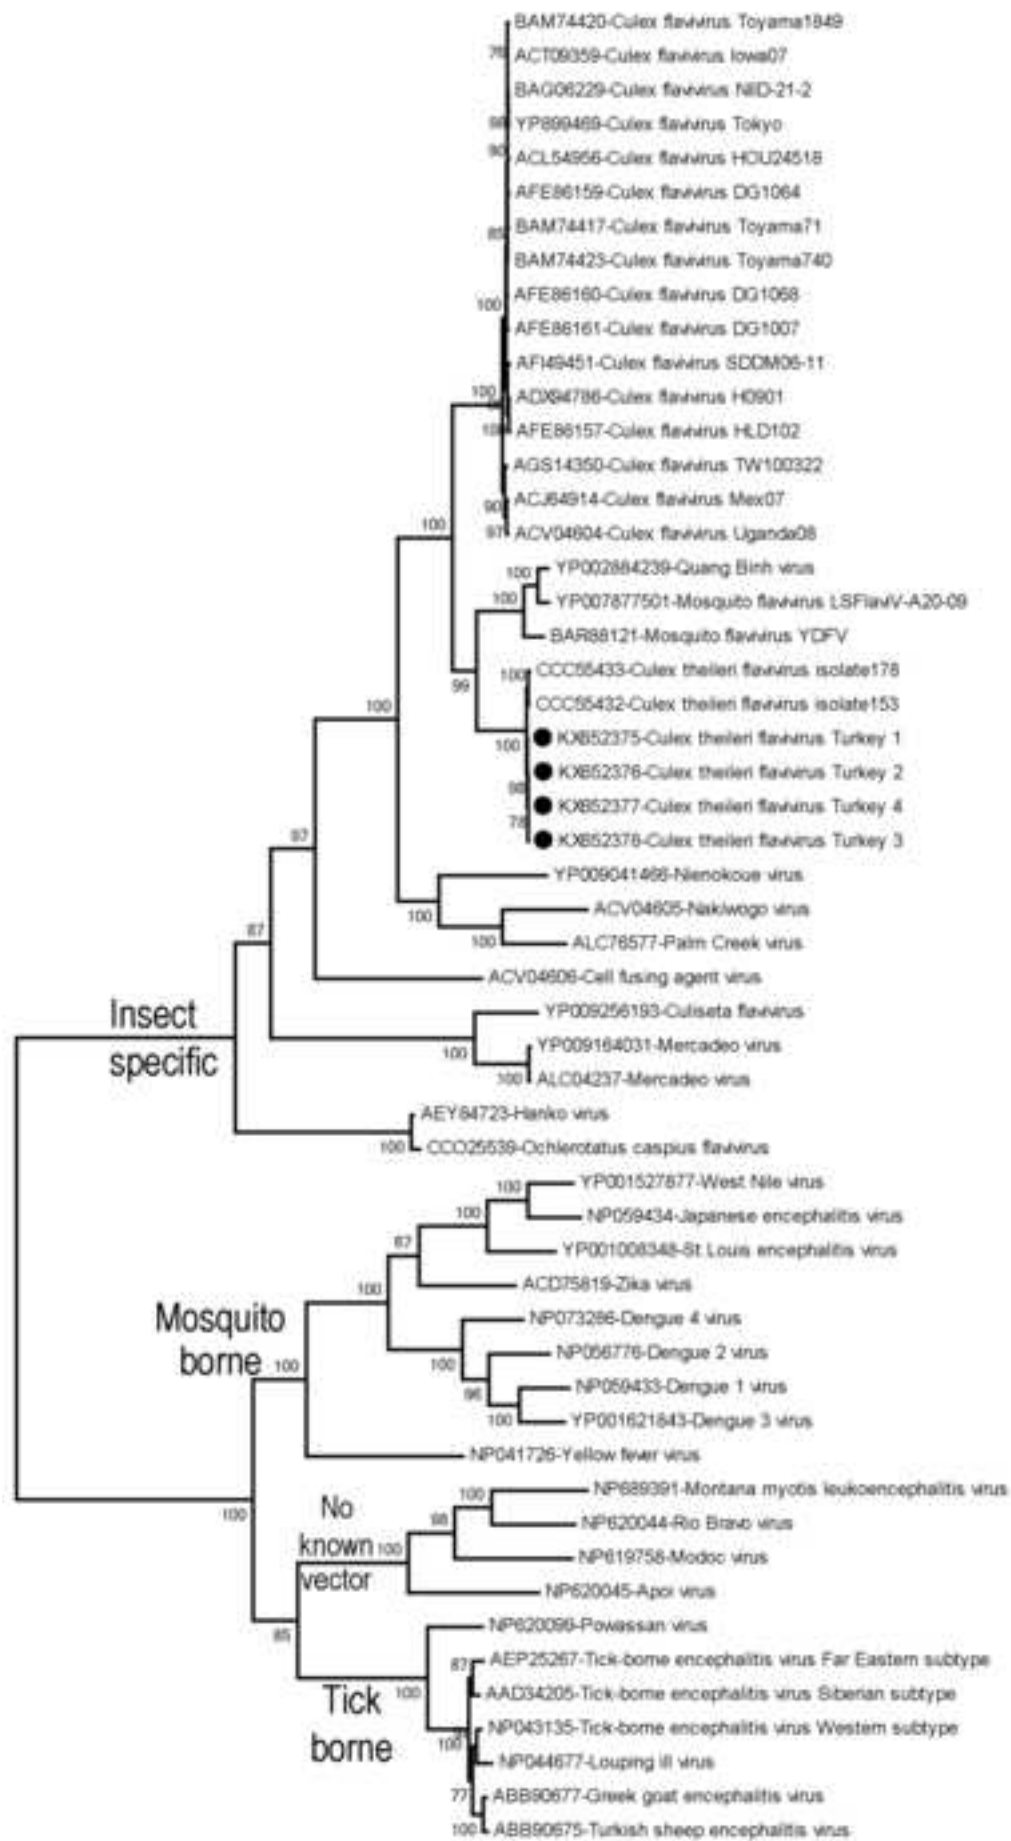 BAM74420-Culex flavivirus Toyama1849
76
ACT09359-Culex flavivirus Iowa07
BAG06229-Culex flavivirus NIID-21-2
YP899469-Culex flavivirus Tokyo
90
ACL54956-Culex flavivirus HOU24518
AFE86159-Culex flavivirus DG1064
BAM74417-Culex flavivirus Toyama71
85
BAM74423-Culex flavivirus Toyama740
AFE86160-Culex flavivirus DG1068
100
AFE86161-Culex flavivirus DG1007
AFI49451-Culex flavivirus SDDM06-11
100
ADX94786-Culex flavivirus H0901
AFE86157-Culex flavivirus HLD102
AGS14350-Culex flavivirus TW100322
ACJ64914-Culex flavivirus Mex07
90
100
97
ACV04604-Culex flavivirus Uganda08
100
YP002884239-Quang Binh virus
100
YP007877501-Mosquito flavivirus LSFlaviV-A20-09
BAR88121-Mosquito flavivirus YDFV
99
100
CCC55433-Culex theileri flavivirus isolate178
CCC55432-Culex theileri flavivirus isolate153
100
100
KX652375-Culex theileri flavivirus Turkey 1
KX652376-Culex theileri flavivirus Turkey 2
98
KX652377-Culex theileri flavivirus Turkey 4
78
KX652378-Culex theileri flavivirus Turkey 3
97
YP009041466-Nienokoue virus
100
ACV04605-Nakiwogo virus
87
100
ALC76577-Palm Creek virus
ACV04606-Cell fusing agent virus
Insect
specific
YP009256193-Culiseta flavivirus
100
YP009164031-Mercadeo virus
100
ALC04237-Mercadeo virus
AEY84723-Hanko virus
100
CCO25539-Ochlerotatus caspius flavivirus
100
YP001527877-West Nile virus
100
NP059434-Japanese encephalitis virus
67
YP001008348-St Louis encephalitis virus
100
ACD75819-Zika virus
Mosquito
borne
NP073286-Dengue 4 virus
100
NP056776-Dengue 2 virus
100
96
NP059433-Dengue 1 virus
100
YP001621843-Dengue 3 virus
NP041726-Yellow fever virus
100
No
known
vector
100
NP689391-Montana myotis leukoencephalitis virus
98
NP620044-Rio Bravo virus
100
NP619758-Modoc virus
NP620045-Apoi virus
85
NP620099-Powassan virus
87
AEP25267-Tick-borne encephalitis virus Far Eastern subtype
Tick
borne
100
AAD34205-Tick-borne encephalitis virus Siberian subtype
NP043135-Tick-borne encephalitis virus Western subtype
100
NP044677-Louping ill virus
77
ABB90677-Greek goat encephalitis virus
100
ABB90675-Turkish sheep encephalitis virus